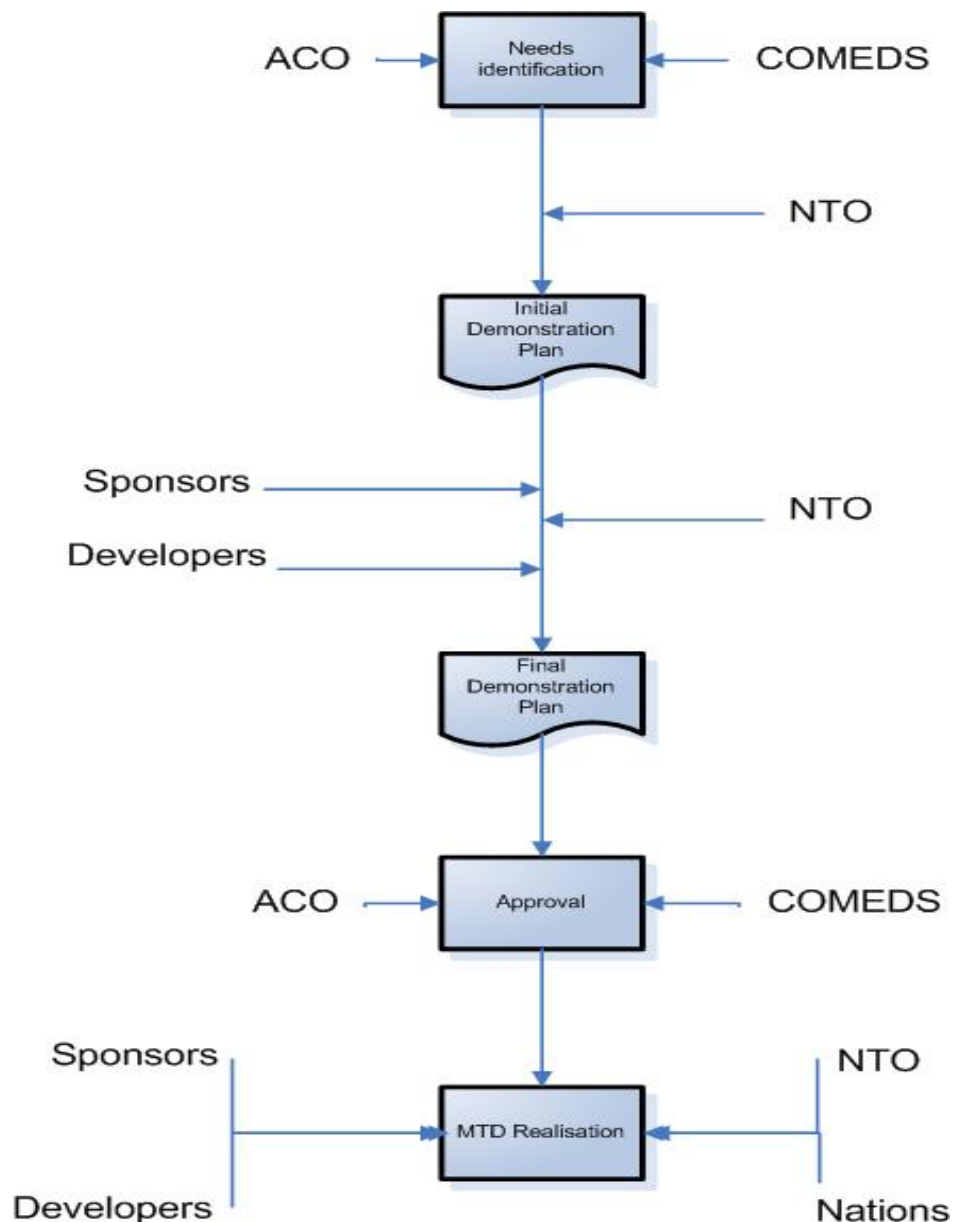 ACO
Needs
identification
COMEDS
NTO
Initial
Demonstration
Plan
Sponsors
NTO
Developers
Final
Demonstration
Plan
ACO
Approval
COMEDS
Sponsors
NTO
MTD Realisation
Developers
Nations